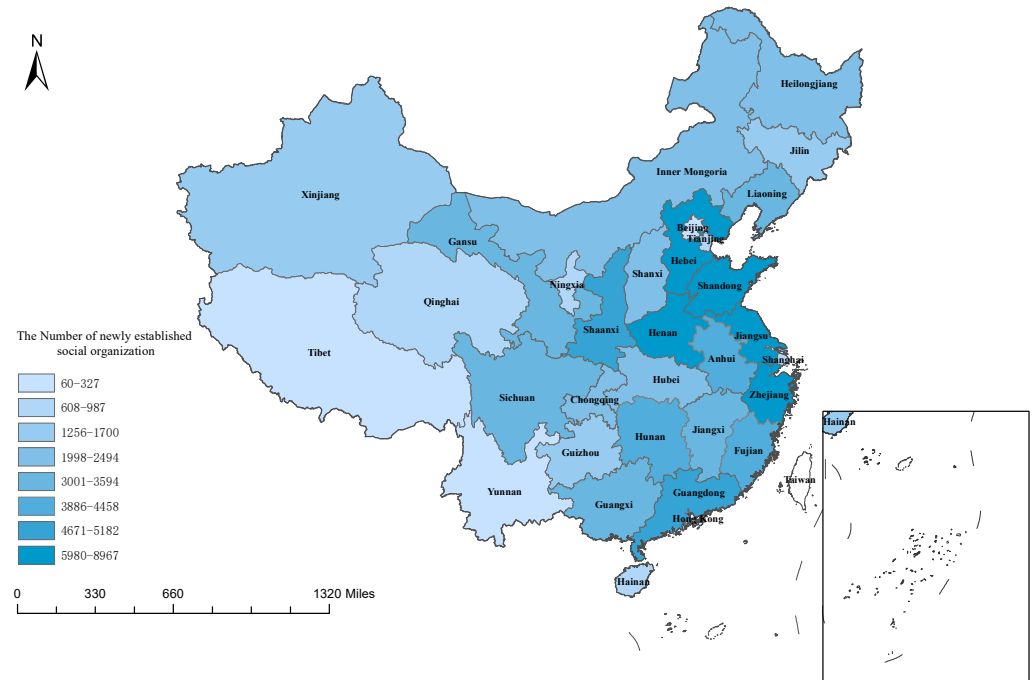 N
Heilongjiang
Jilin
Inner Mongoria
Xinjiang
Liaoning
Beijing
Tianjing
Gansu
Hebei
Shanxi
Ningxia
Shandong
Qinghai
Shaanxi
Henan
Jiangsu
The Number of newly established
social organization
Tibet
Anhui
Shanghai
Hubei
Sichuan
Chongqing
Zhejiang
60-327
608-987
1256-1700
1998-2494
3001-3594
3886-4458
4671-5182
5980-8967
Hainan
Jiangxi
Hunan
Guizhou
Fujian
Taiwan
Yunnan
Guangdong
Guangxi
Hong Kong
Hainan
0 330 660 1320 Miles